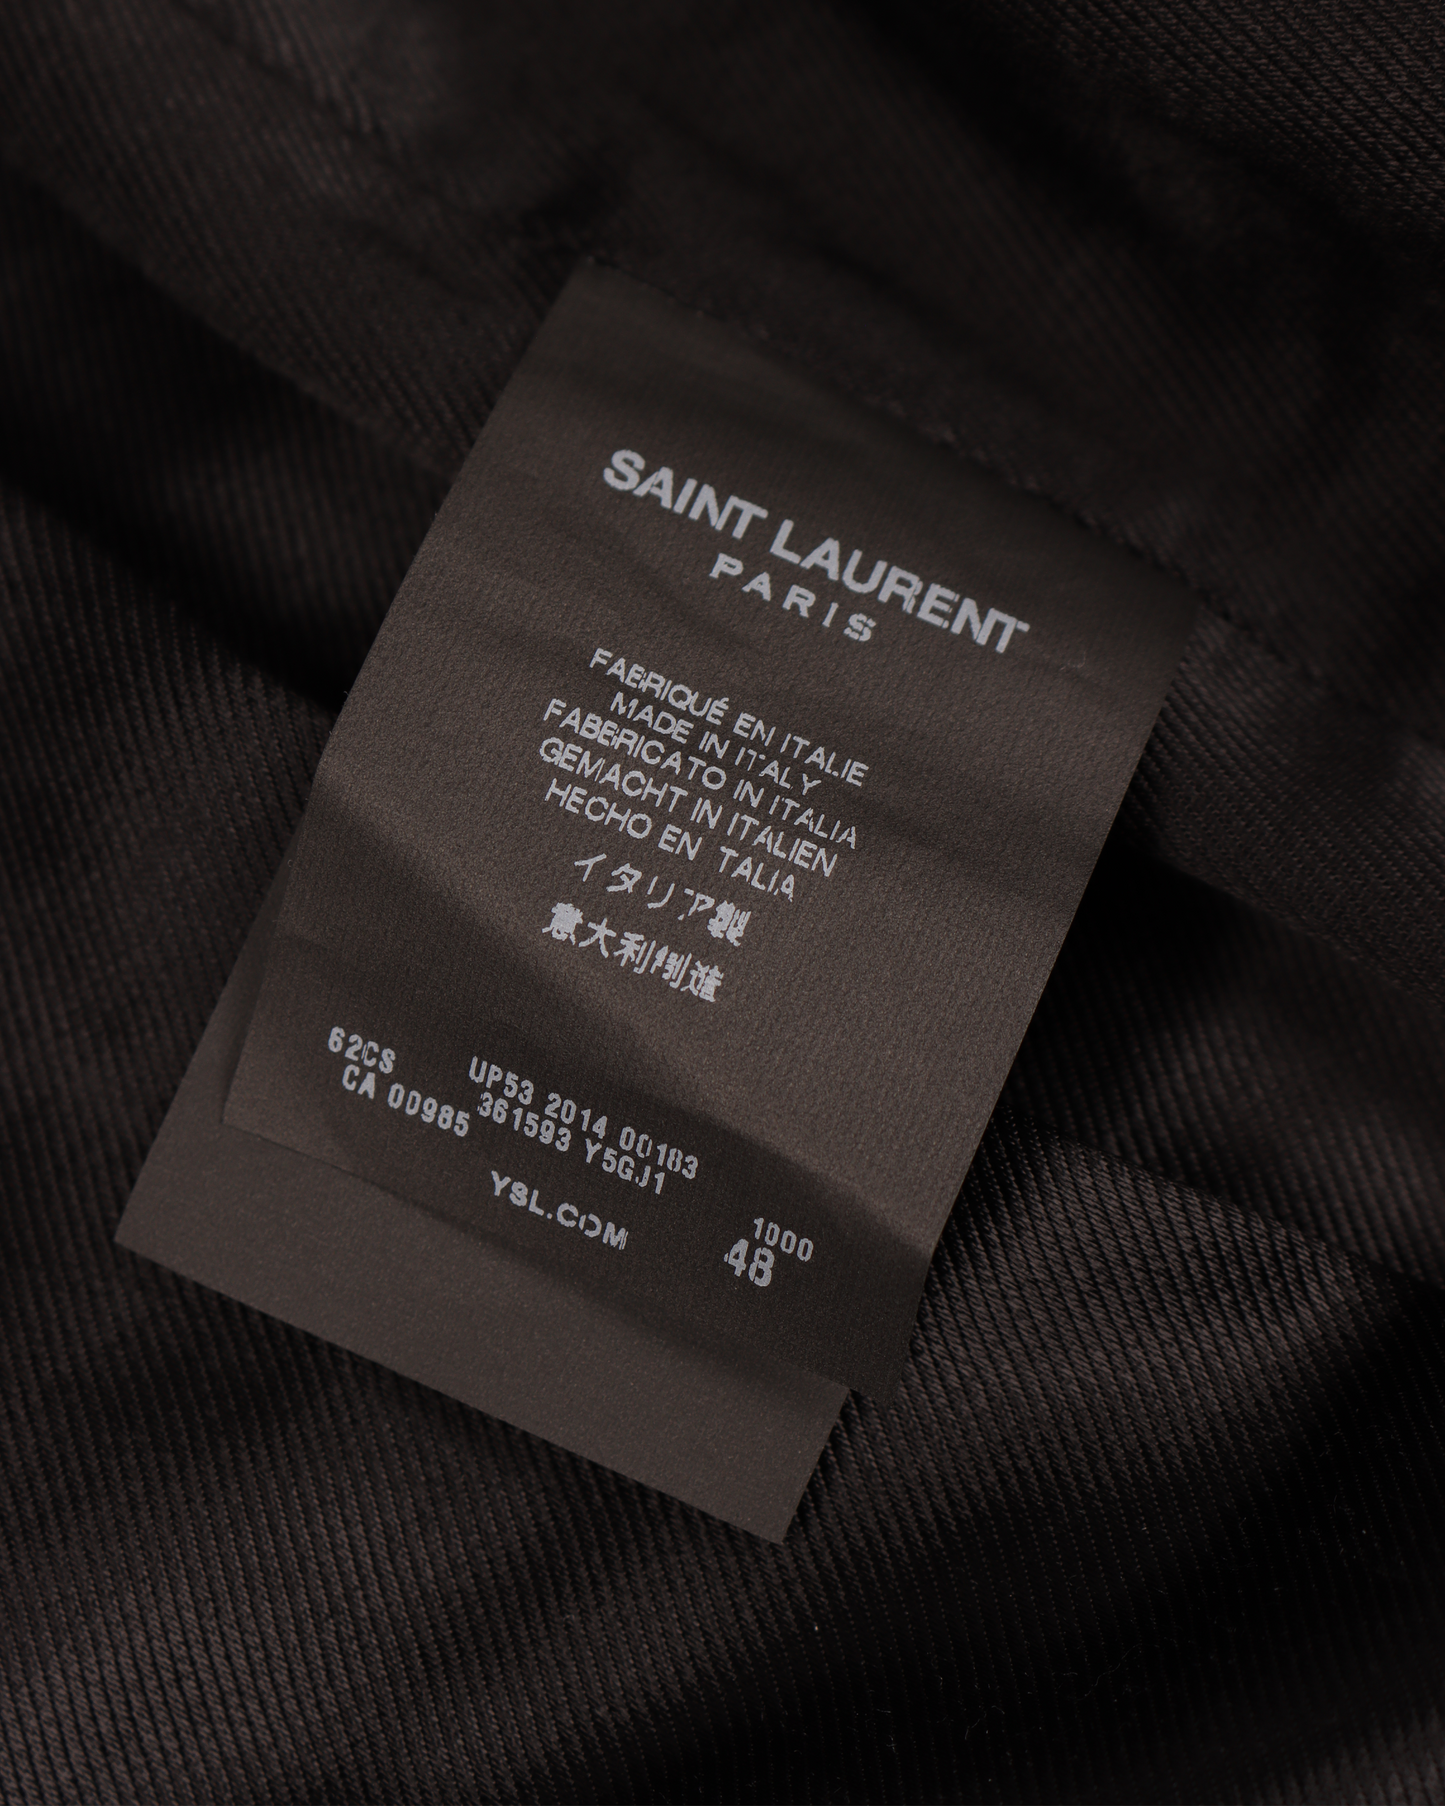 SAINT LAURENT
PARIS
FABRIQUÉ EN ITALIE
MADE IN ITALY
FABBRICATO IN ITALIA
GEMACHT IN ITALIEN
HECHO EN TALIA
イタリア製
意大利制造
62CS UP53 2014 00183
CA 00985 361593 Y5GJ1
YSL.COM
1000
48